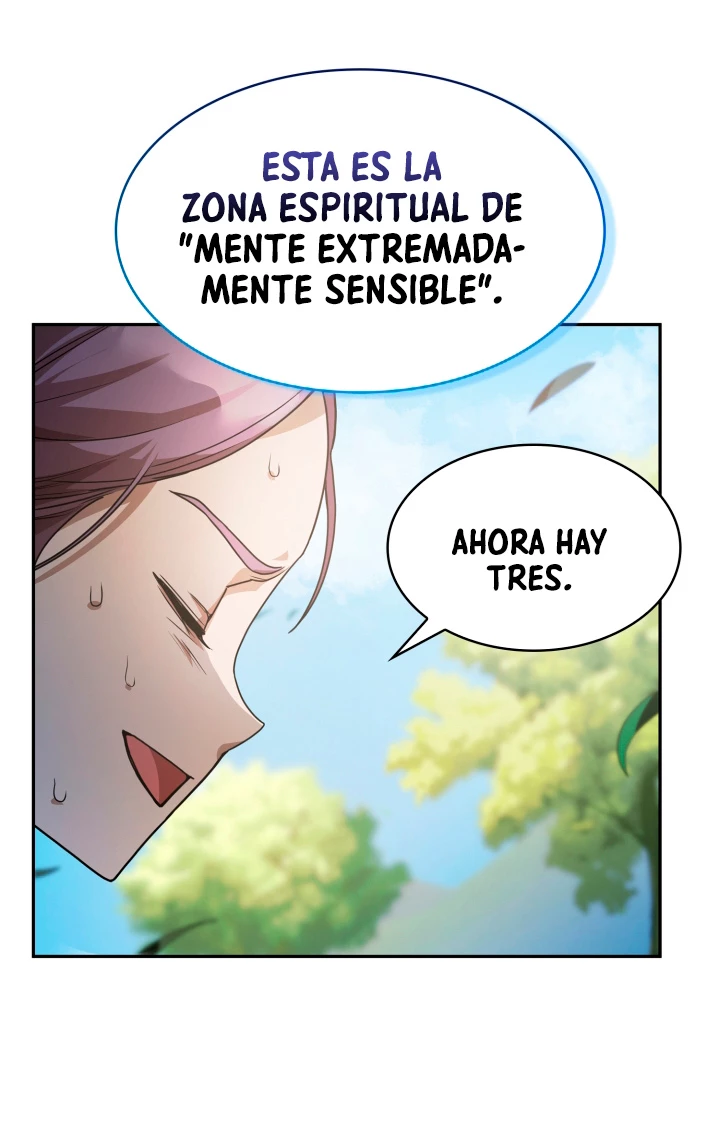 ESTA ES LA
ZONA ESPIRITUAL DE
"MENTE EXTREMADA-
MENTE SENSIBLE".
AHORA HAY
TRES.